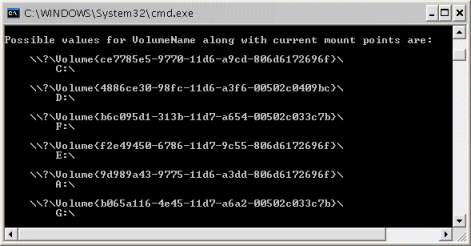 C:\WINDOWS\System32\cmd.exe
Possible values for VolumeName along with current mount points are:
\\?\Volume{ce7785e5-9770-11d6-a9cd-806d6172696f}\
C:\
\\?\Volume{4886ce30-98fc-11d6-a3f6-00502c0409bc}\
D:\
\\?\Volume{b6c095d1-313b-11d7-a654-00502c033c7b}\
F:\
\\?\Volume{f2e49450-6786-11d7-9c55-806d6172696f}\
E:\
\\?\Volume{9d989a43-9775-11d6-a3dd-806d6172696f}\
A:\
\\?\Volume{b065a116-4e45-11d7-a6a2-00502c033c7b}\
G:\